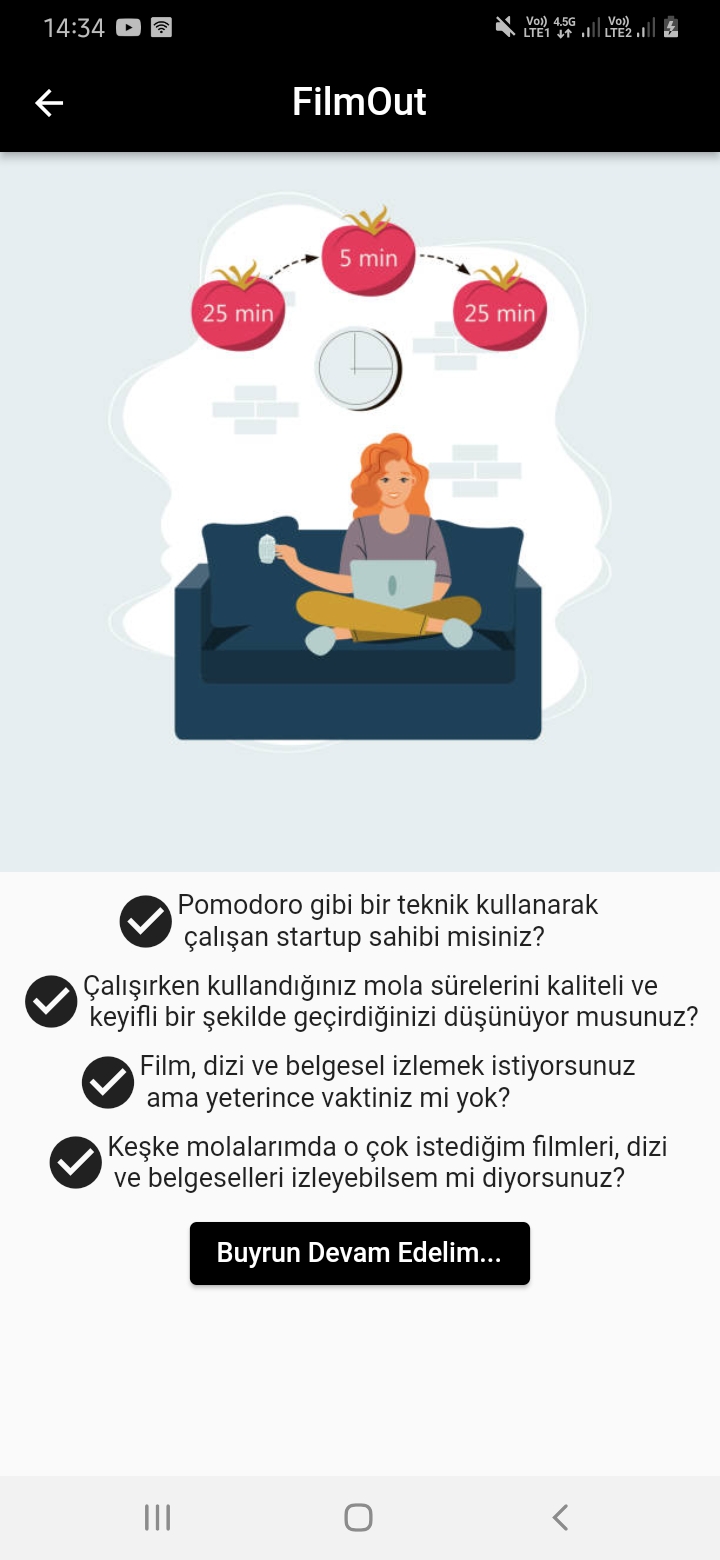 14:34
Vo)) 4.5G Vo))
LTE1 LTE2
FilmOut
5 min
25 min
25 min
Pomodoro gibi bir teknik kullanarak
çalışan startup sahibi misiniz?
Çalışırken kullandığınız mola sürelerini kaliteli ve
keyifli bir şekilde geçirdiğinizi düşünüyor musunuz?
Film, dizi ve belgesel izlemek istiyorsunuz
ama yeterince vaktiniz mi yok?
Keşke molalarımda o çok istediğim filmleri, dizi
ve belgeselleri izleyebilsem mi diyorsunuz?
Buyrun Devam Edelim...